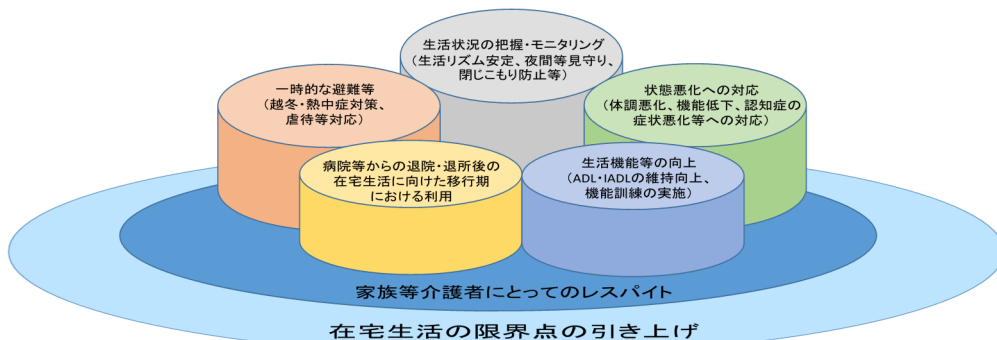 生活状況の把握・モニタリング
（生活リズム安定、夜間等見守り、
閉じこもり防止等）
一時的な避難等
（越冬・熱中症対策、
虐待等対応）
状態悪化への対応
（体調悪化、機能低下、認知症の
症状悪化等への対応）
病院等からの退院・退所後の
在宅生活に向けた移行期
における利用
生活機能等の向上
（ADL・IADLの維持向上、
機能訓練の実施）
家族等介護者にとってのレスパイト
在宅生活の限界点の引き上げ